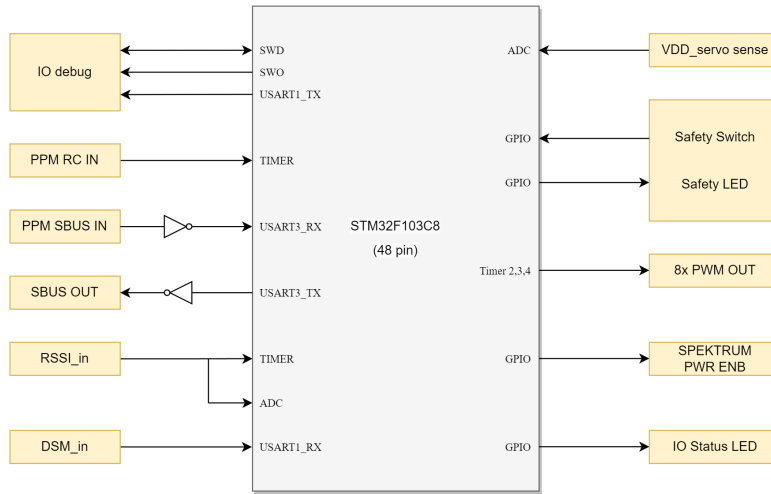 IO debug
SWD
SWO
USART1_TX
PPM RC IN
TIMER
PPM SBUS IN
USART3_RX
SBUS OUT
USART3_TX
RSSI_in
TIMER
ADC
DSM_in
USART1_RX
STM32F103C8
(48 pin)
ADC
VDD_servo sense
GPIO
Safety Switch
GPIO
Safety LED
Timer 2,3,4
8x PWM OUT
GPIO
SPEKTRUM
PWR ENB
GPIO
IO Status LED